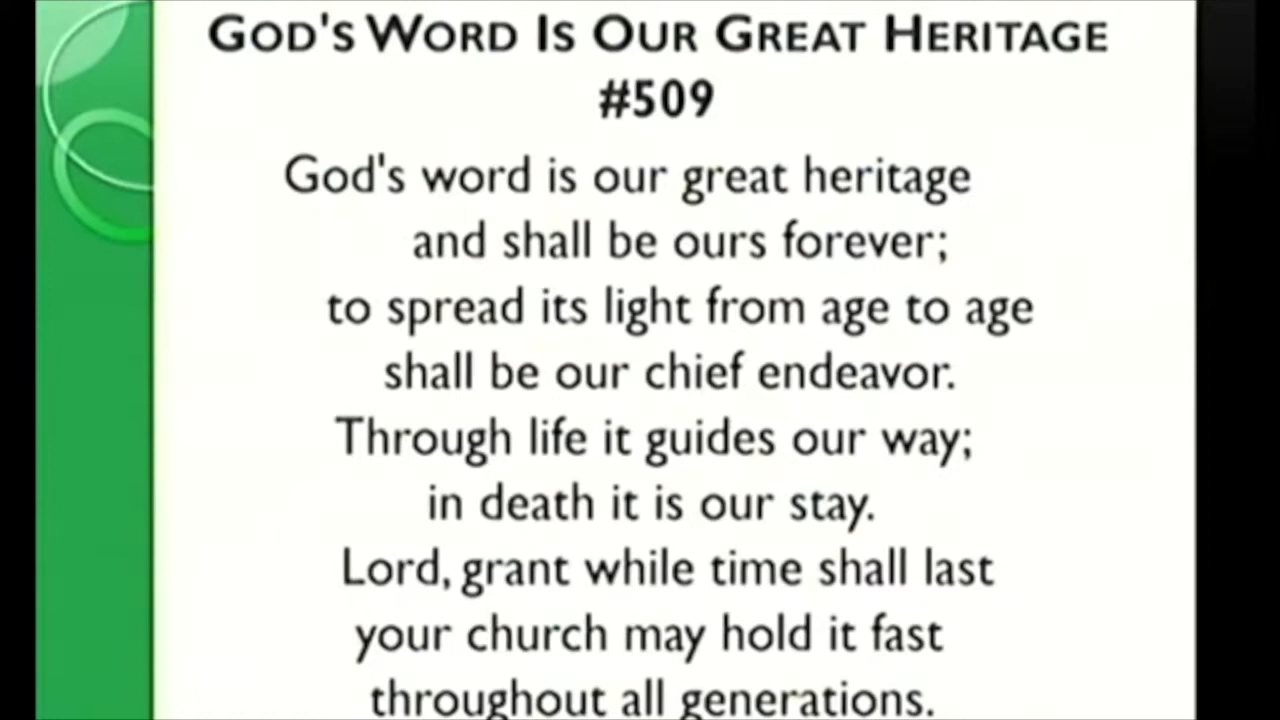 GOD'S WORD IS OUR GREAT HERITAGE
#509
God's word is our great heritage
and shall be ours forever;
to spread its light from age to age
shall be our chief endeavor.
Through life it guides our way;
in death it is our stay.
Lord, grant while time shall last
your church may hold it fast
throughout all generations.